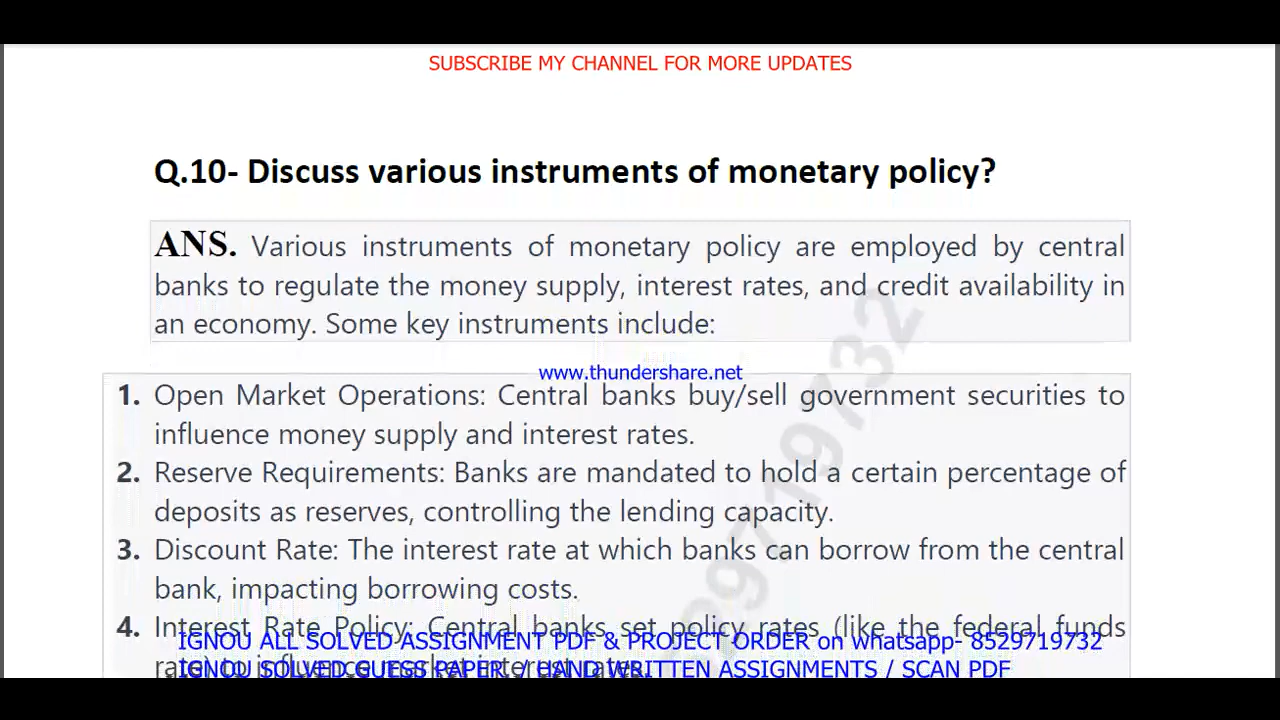 SUBSCRIBE MY CHANNEL FOR MORE UPDATES
Q.10- Discuss various instruments of monetary policy?
ANS. Various instruments of monetary policy are employed by central
banks to regulate the money supply, interest rates, and credit availability in
an economy. Some key instruments include:
www.thundershare.net
1. Open Market Operations: Central banks buy/sell government securities to
influence money supply and interest rates.
2. Reserve Requirements: Banks are mandated to hold a certain percentage of
deposits as reserves, controlling the lending capacity.
3. Discount Rate: The interest rate at which banks can borrow from the central
bank, impacting borrowing costs.
4. Interest Rate Policy: Central banks set policy rates (like the federal funds
IGNOU ALL SOLVED ASSIGNMENT PDF & PROJECT ORDER on whatsapp- 8529719732
rate) to influence market interest rates.
IGNOU SOLVED GUESS PAPER / HAND WRITTEN ASSIGNMENTS / SCAN PDF